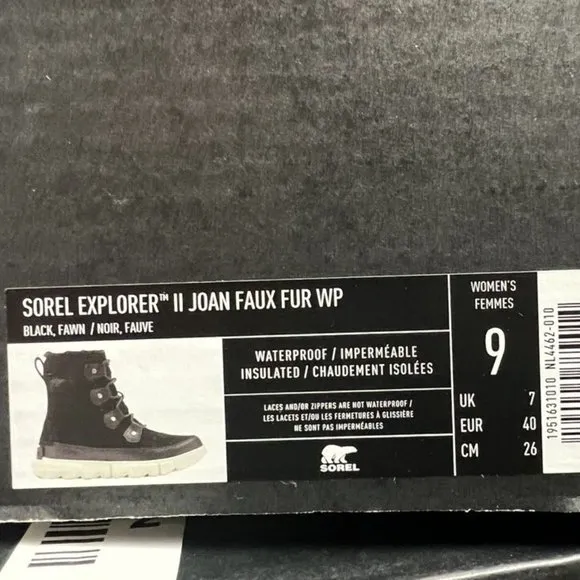 SOREL EXPLORER™ II JOAN FAUX FUR WP
BLACK, FAWN / NOIR, FAUVE
WATERPROOF / IMPERMÉABLE
INSULATED / CHAUDEMENT ISOLÉES
LACES AND/OR ZIPPERS ARE NOT WATERPROOF /
LES LACETS ET/OU LES FERMETURES À GLISSIÈRE
NE SONT PAS IMPERMÉABLES
SOREL
WOMEN'S
FEMMES
9
UK 7
EUR 40
CM 26
1951631010 NL4462-010